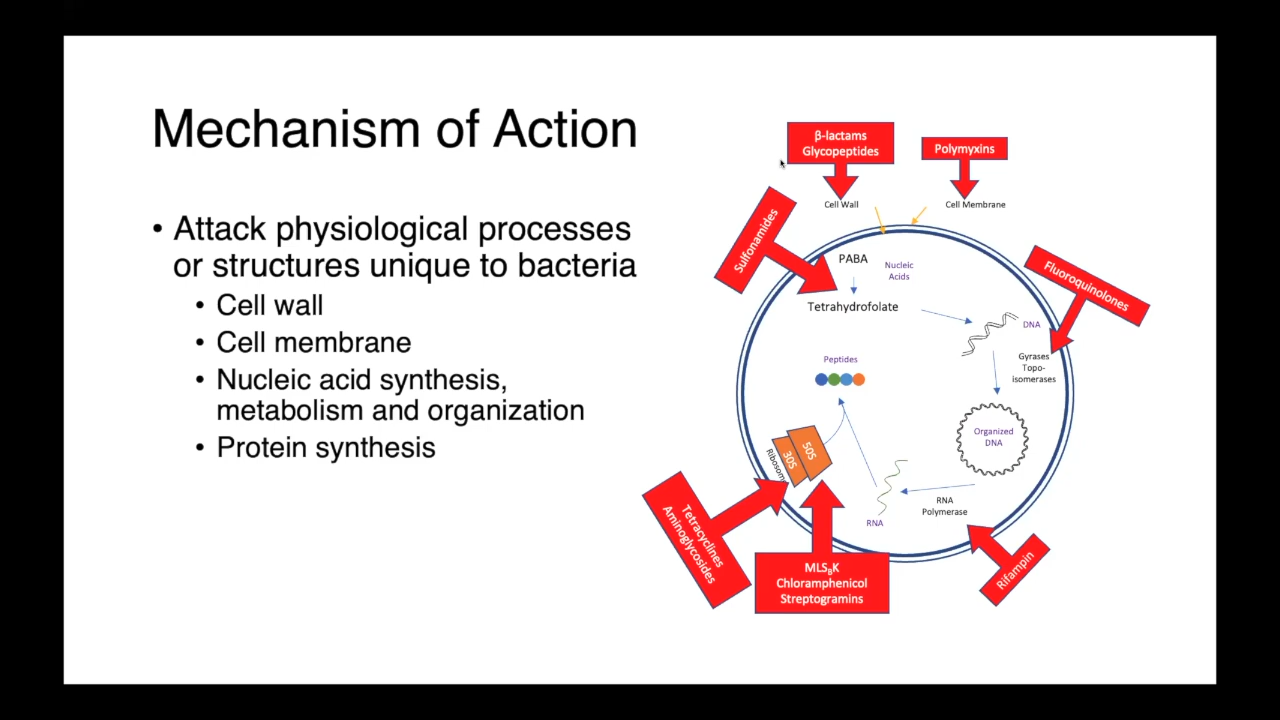 Mechanism of Action
• Attack physiological processes
or structures unique to bacteria
• Cell wall
• Cell membrane
• Nucleic acid synthesis,
metabolism and organization
• Protein synthesis
β-lactams
Glycopeptides
Polymyxins
Cell Wall
Cell Membrane
Sulfonamides
PABA
Nucleic
Acids
Tetrahydrofolate
Fluoroquinolones
DNA
Gyrases
Topo-
isomerases
Peptides
Organized
DNA
50S
30S
Ribosom
RNA
Polymerase
RNA
Tetracyclines
Aminoglycosides
MLS_BK
Chloramphenicol
Streptogramins
Rifampin